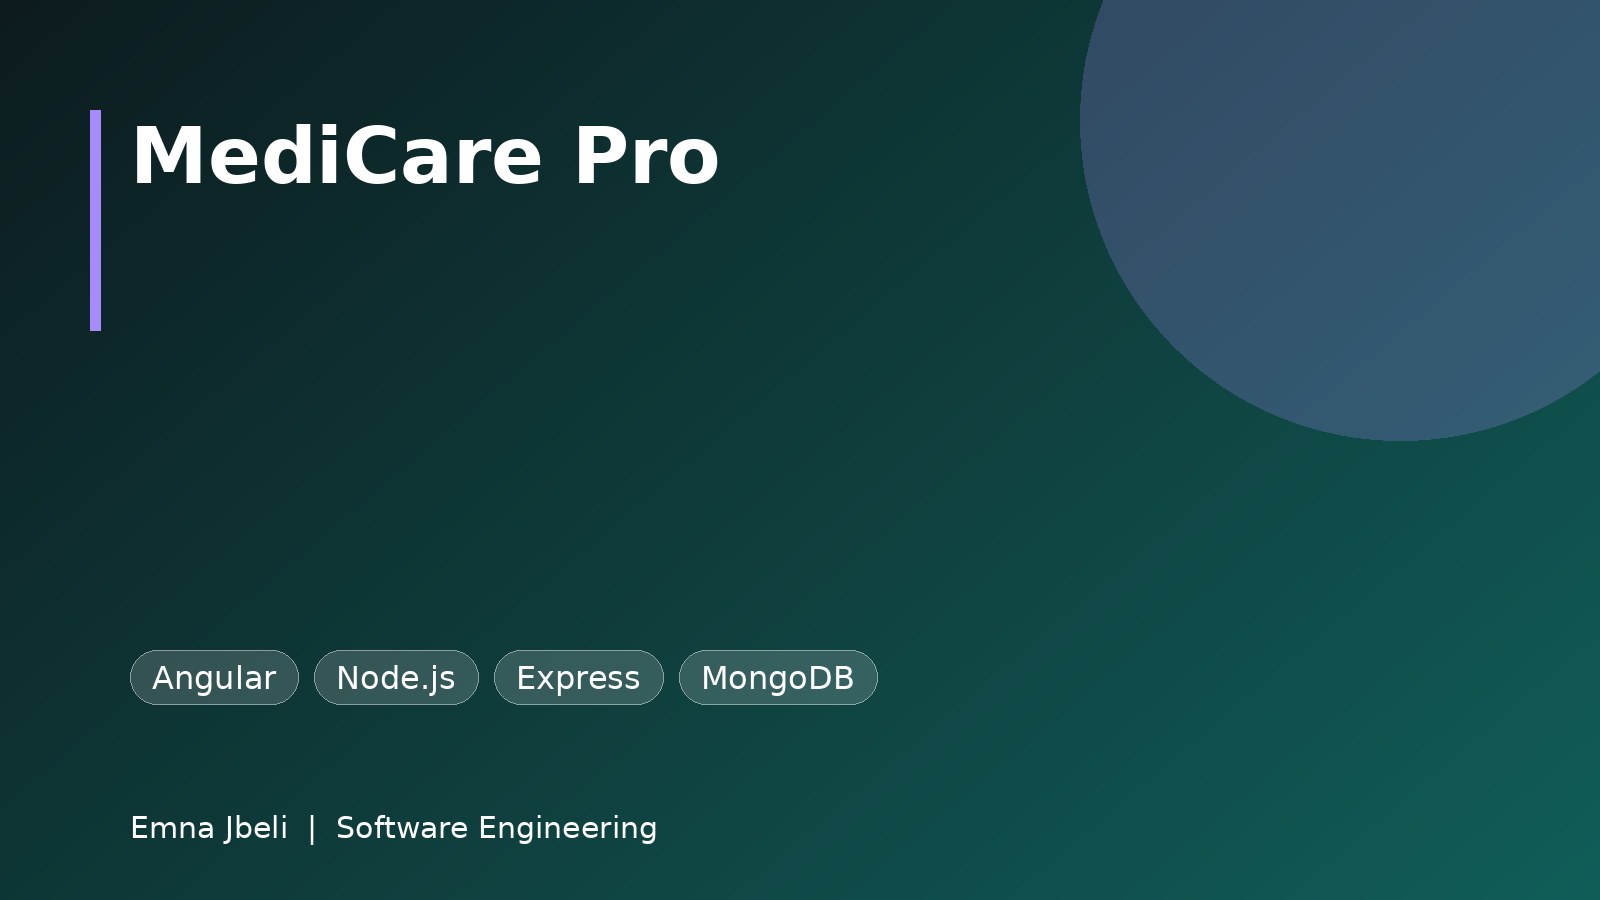 MediCare Pro
Angular Node.js Express MongoDB
Emna Jbeli | Software Engineering